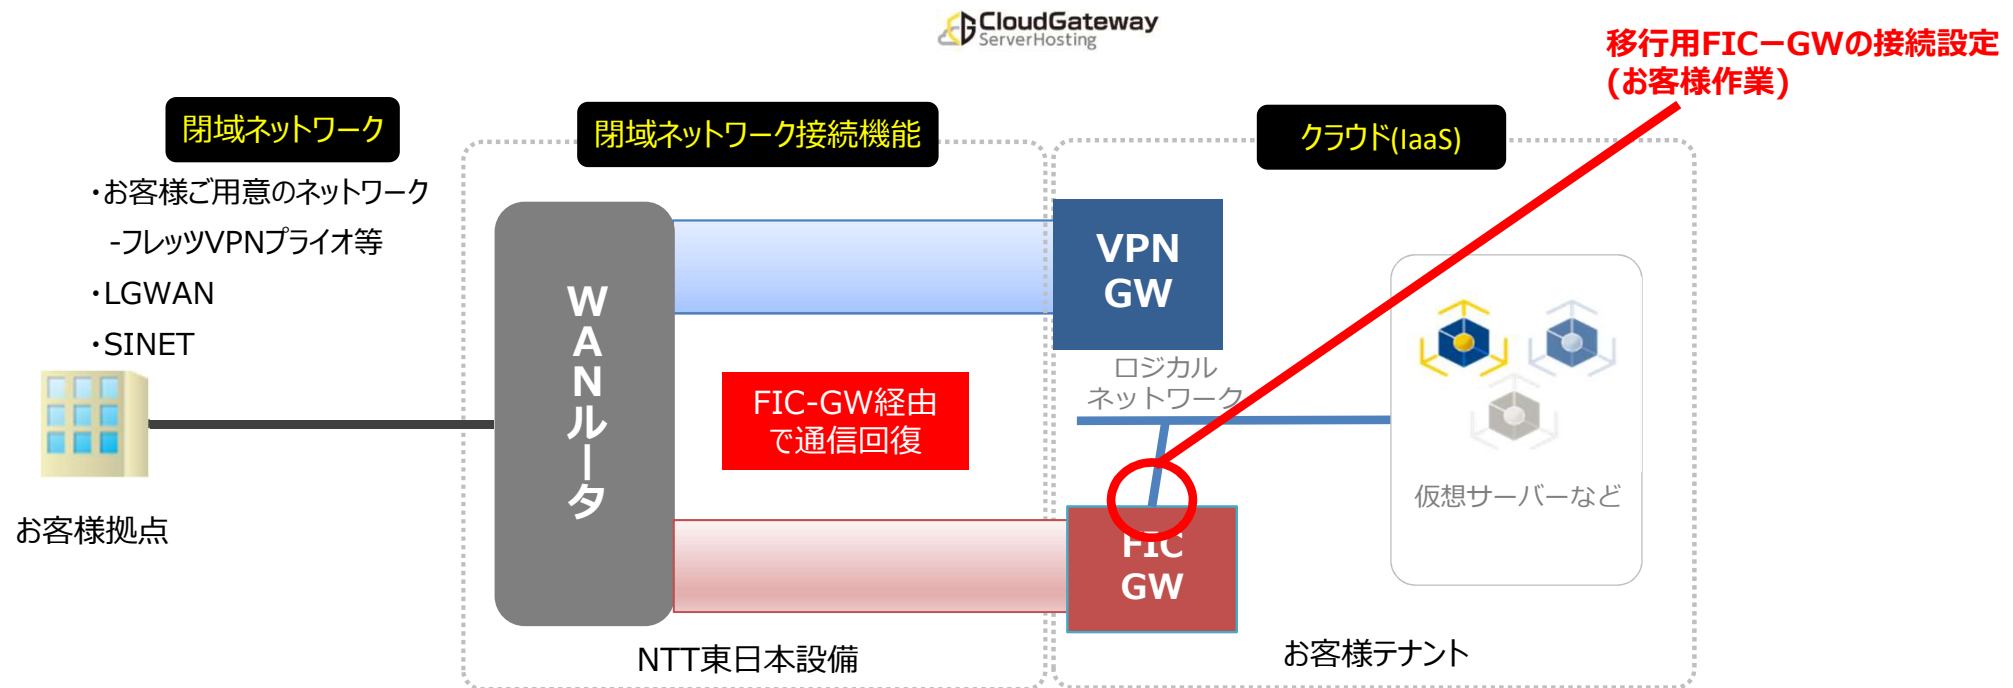 CloudGateway
ServerHosting
移行用FIC－GWの接続設定
(お客様作業)
閉域ネットワーク
閉域ネットワーク接続機能
クラウド(IaaS)
・お客様ご用意のネットワーク
-フレッツVPNプライオ等
・LGWAN
・SINET
お客様拠点
WANルータ
VPN
GW
FIC-GW経由
で通信回復
ロジカル
ネットワーク
FIC
GW
仮想サーバーなど
NTT東日本設備
お客様テナント